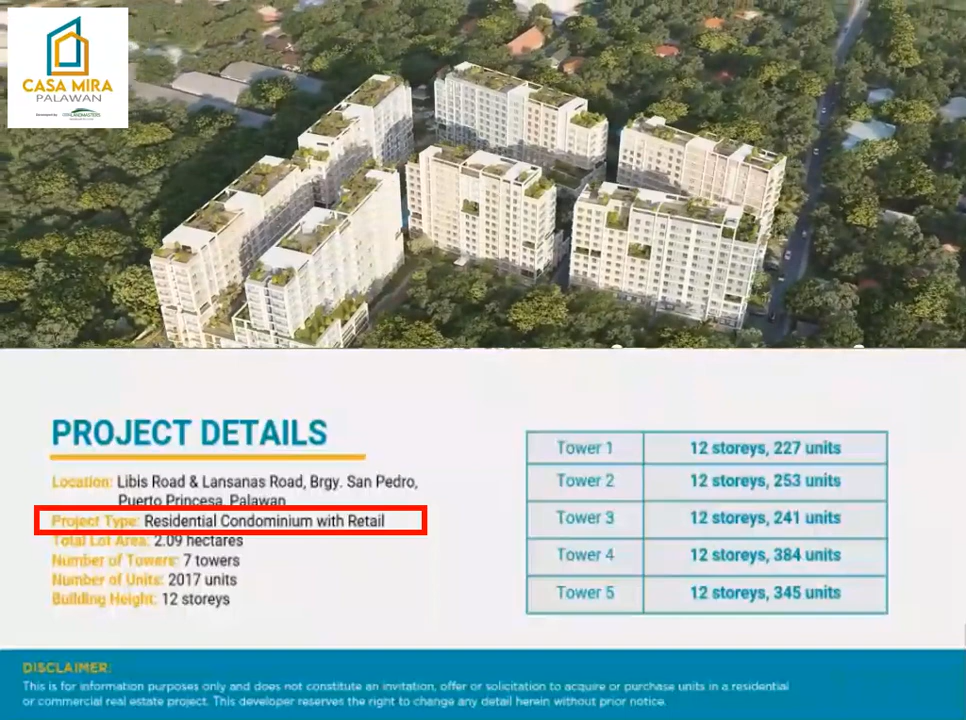 CASA MIRA
PALAWAN
Developed by
LANDMASTERS
PROJECT DETAILS
Location: Libis Road & Lansanas Road, Brgy. San Pedro,
Puerto Princesa, Palawan
Project Type: Residential Condominium with Retail
Total Lot Area: 2.09 hectares
Number of Towers: 7 towers
Number of Units: 2017 units
Building Height: 12 storeys
Tower 1 12 storeys, 227 units
Tower 2 12 storeys, 253 units
Tower 3 12 storeys, 241 units
Tower 4 12 storeys, 384 units
Tower 5 12 storeys, 345 units
DISCLAIMER:
This is for information purposes only and does not constitute an invitation, offer or solicitation to acquire or purchase units in a residential
or commercial real estate project. This developer reserves the right to change any detail herein without prior notice.